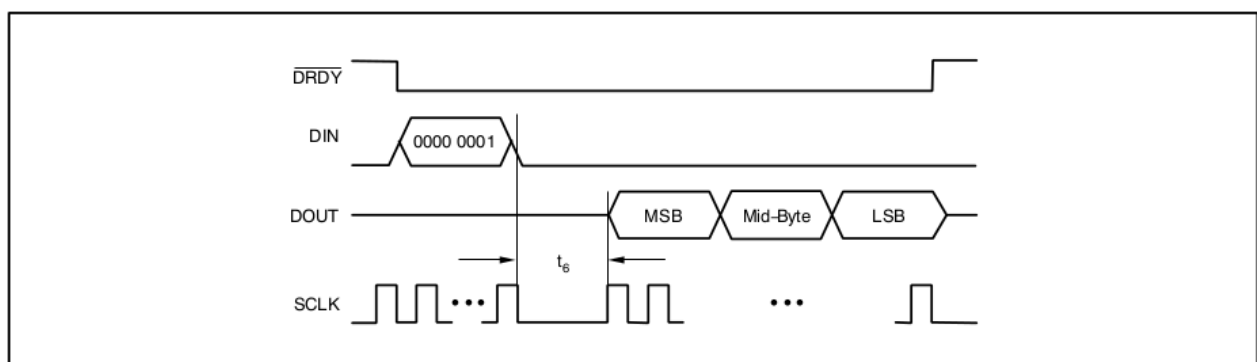 DRDY
DIN
0000 0001
DOUT
MSB
Mid–Byte
LSB
t6
SCLK